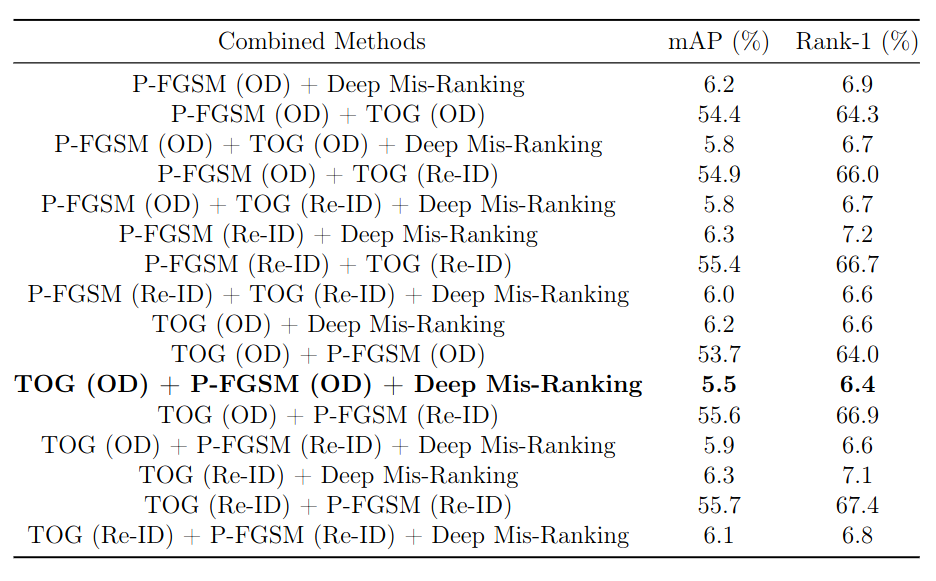 Combined Methods mAP (%) Rank-1 (%)
P-FGSM (OD) + Deep Mis-Ranking 6.2 6.9
P-FGSM (OD) + TOG (OD) 54.4 64.3
P-FGSM (OD) + TOG (OD) + Deep Mis-Ranking 5.8 6.7
P-FGSM (OD) + TOG (Re-ID) 54.9 66.0
P-FGSM (OD) + TOG (Re-ID) + Deep Mis-Ranking 5.8 6.7
P-FGSM (Re-ID) + Deep Mis-Ranking 6.3 7.2
P-FGSM (Re-ID) + TOG (Re-ID) 55.4 66.7
P-FGSM (Re-ID) + TOG (Re-ID) + Deep Mis-Ranking 6.0 6.6
TOG (OD) + Deep Mis-Ranking 6.2 6.6
TOG (OD) + P-FGSM (OD) 53.7 64.0
TOG (OD) + P-FGSM (OD) + Deep Mis-Ranking 5.5 6.4
TOG (OD) + P-FGSM (Re-ID) 55.6 66.9
TOG (OD) + P-FGSM (Re-ID) + Deep Mis-Ranking 5.9 6.6
TOG (Re-ID) + Deep Mis-Ranking 6.3 7.1
TOG (Re-ID) + P-FGSM (Re-ID) 55.7 67.4
TOG (Re-ID) + P-FGSM (Re-ID) + Deep Mis-Ranking 6.1 6.8